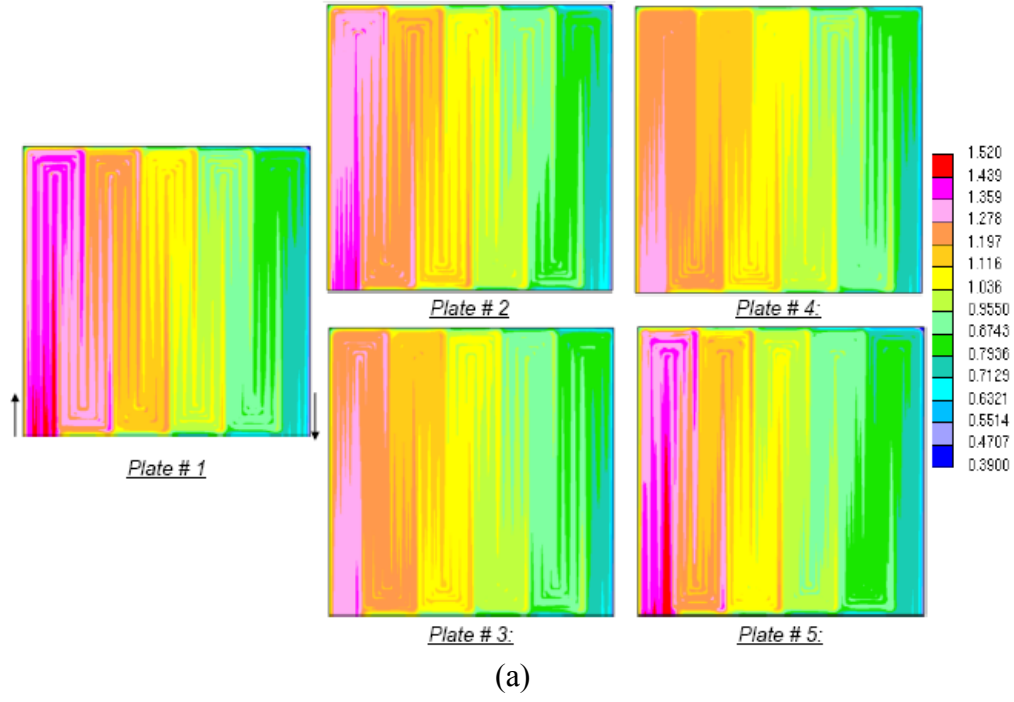 Plate # 1
Plate # 2
Plate # 4:
Plate # 3:
Plate # 5:
1.520
1.439
1.359
1.278
1.197
1.116
1.036
0.9550
0.8743
0.7936
0.7129
0.6321
0.5514
0.4707
0.3900
(a)